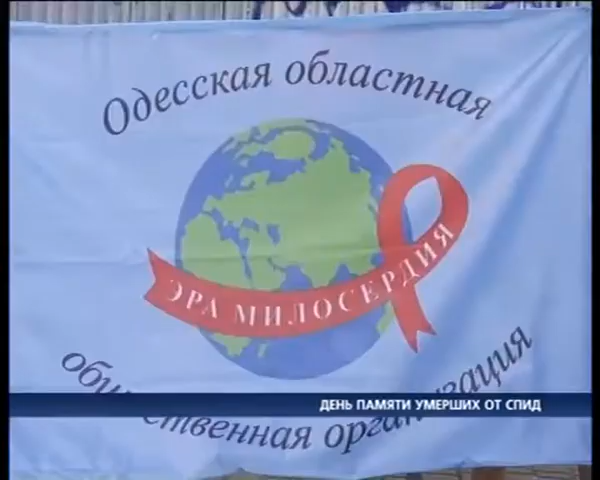 Одесская областная
ЭРА МИЛОСЕРДИЯ
общественная организация
ДЕНЬ ПАМЯТИ УМЕРШИХ ОТ СПИД